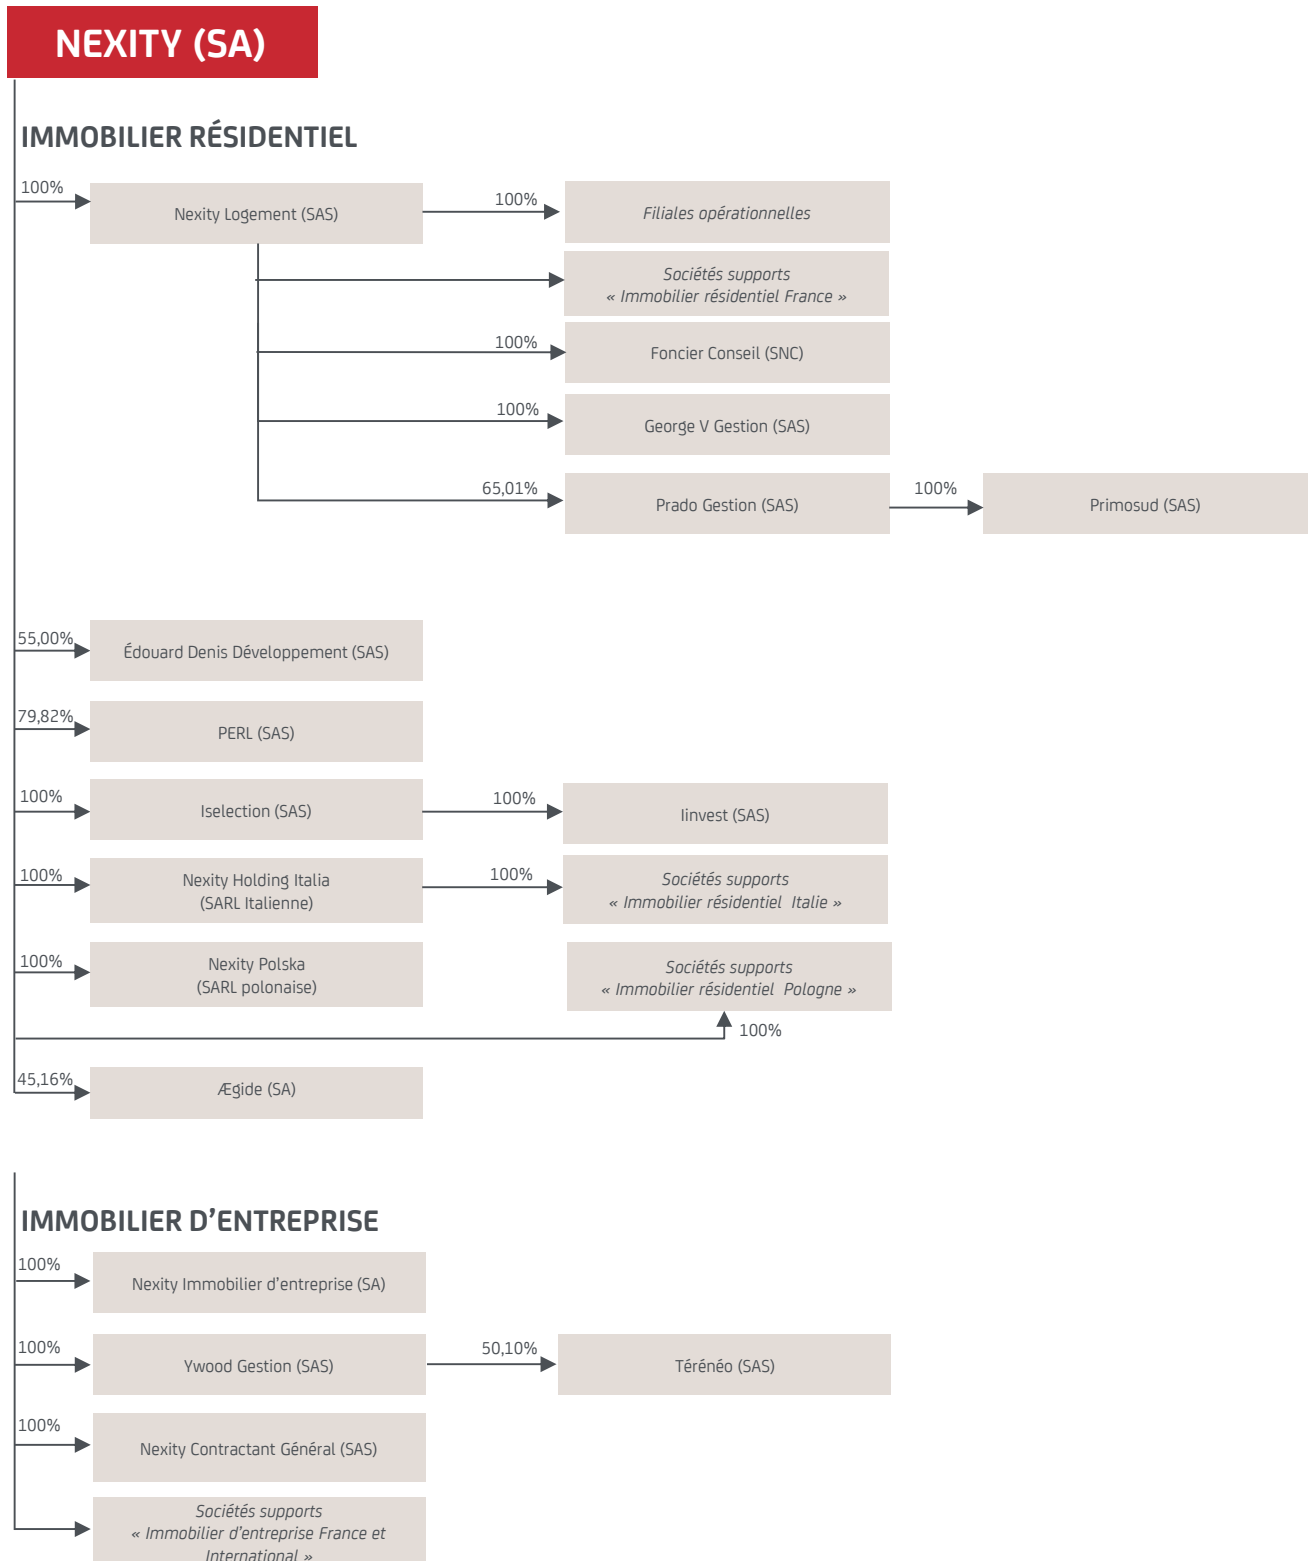 NEXITY (SA)
IMMOBILIER RÉSIDENTIEL
100%
Nexity Logement (SAS)
100%
Filiales opérationnelles
Sociétés supports
« Immobilier résidentiel France »
100%
Foncier Conseil (SNC)
100%
George V Gestion (SAS)
65,01%
Prado Gestion (SAS)
100%
Primosud (SAS)
55,00%
Édouard Denis Développement (SAS)
79,82%
PERL (SAS)
100%
Iselection (SAS)
100%
Iinvest (SAS)
100%
Nexity Holding Italia
(SARL Italienne)
100%
Sociétés supports
« Immobilier résidentiel Italie »
100%
Nexity Polska
(SARL polonaise)
Sociétés supports
« Immobilier résidentiel Pologne »
100%
45,16%
Ægide (SA)
IMMOBILIER D’ENTREPRISE
100%
Nexity Immobilier d’entreprise (SA)
100%
Ywood Gestion (SAS)
50,10%
Térénéo (SAS)
100%
Nexity Contractant Général (SAS)
Sociétés supports
« Immobilier d’entreprise France et
International »